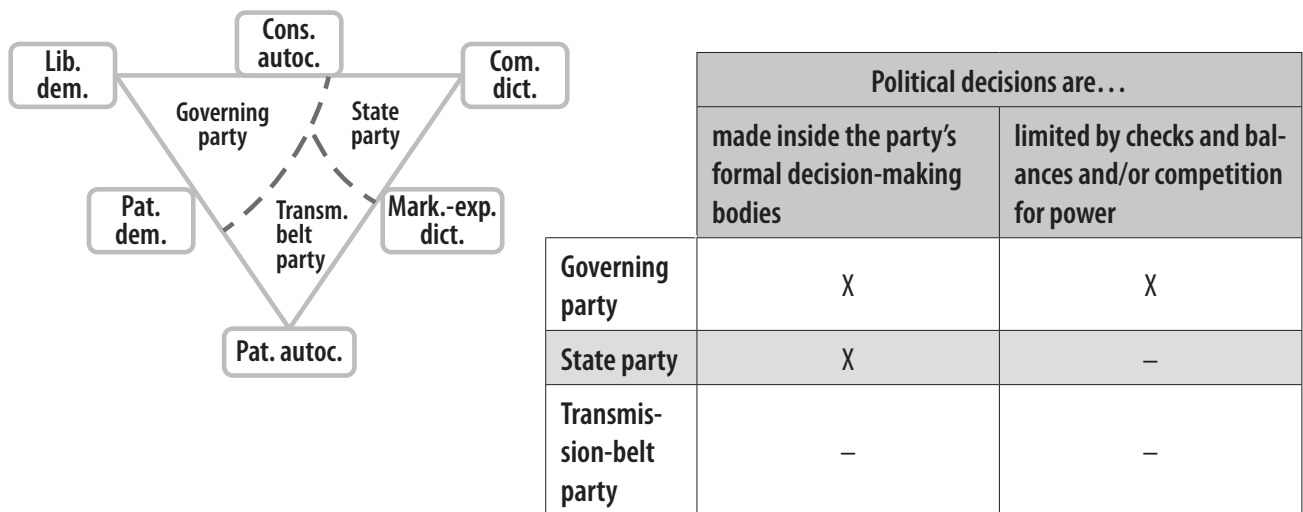 Lib.
dem.
Cons.
autoc.
Com.
dict.
Governing
party
State
party
Pat.
dem.
Transm.
belt
party
Mark.-exp.
dict.
Pat. autoc.
Political decisions are…
made inside the party’s
formal decision-making
bodies
limited by checks and bal-
ances and/or competition
for power
Governing
party
X
X
State party
X
–
Transmis-
sion-belt
party
–
–